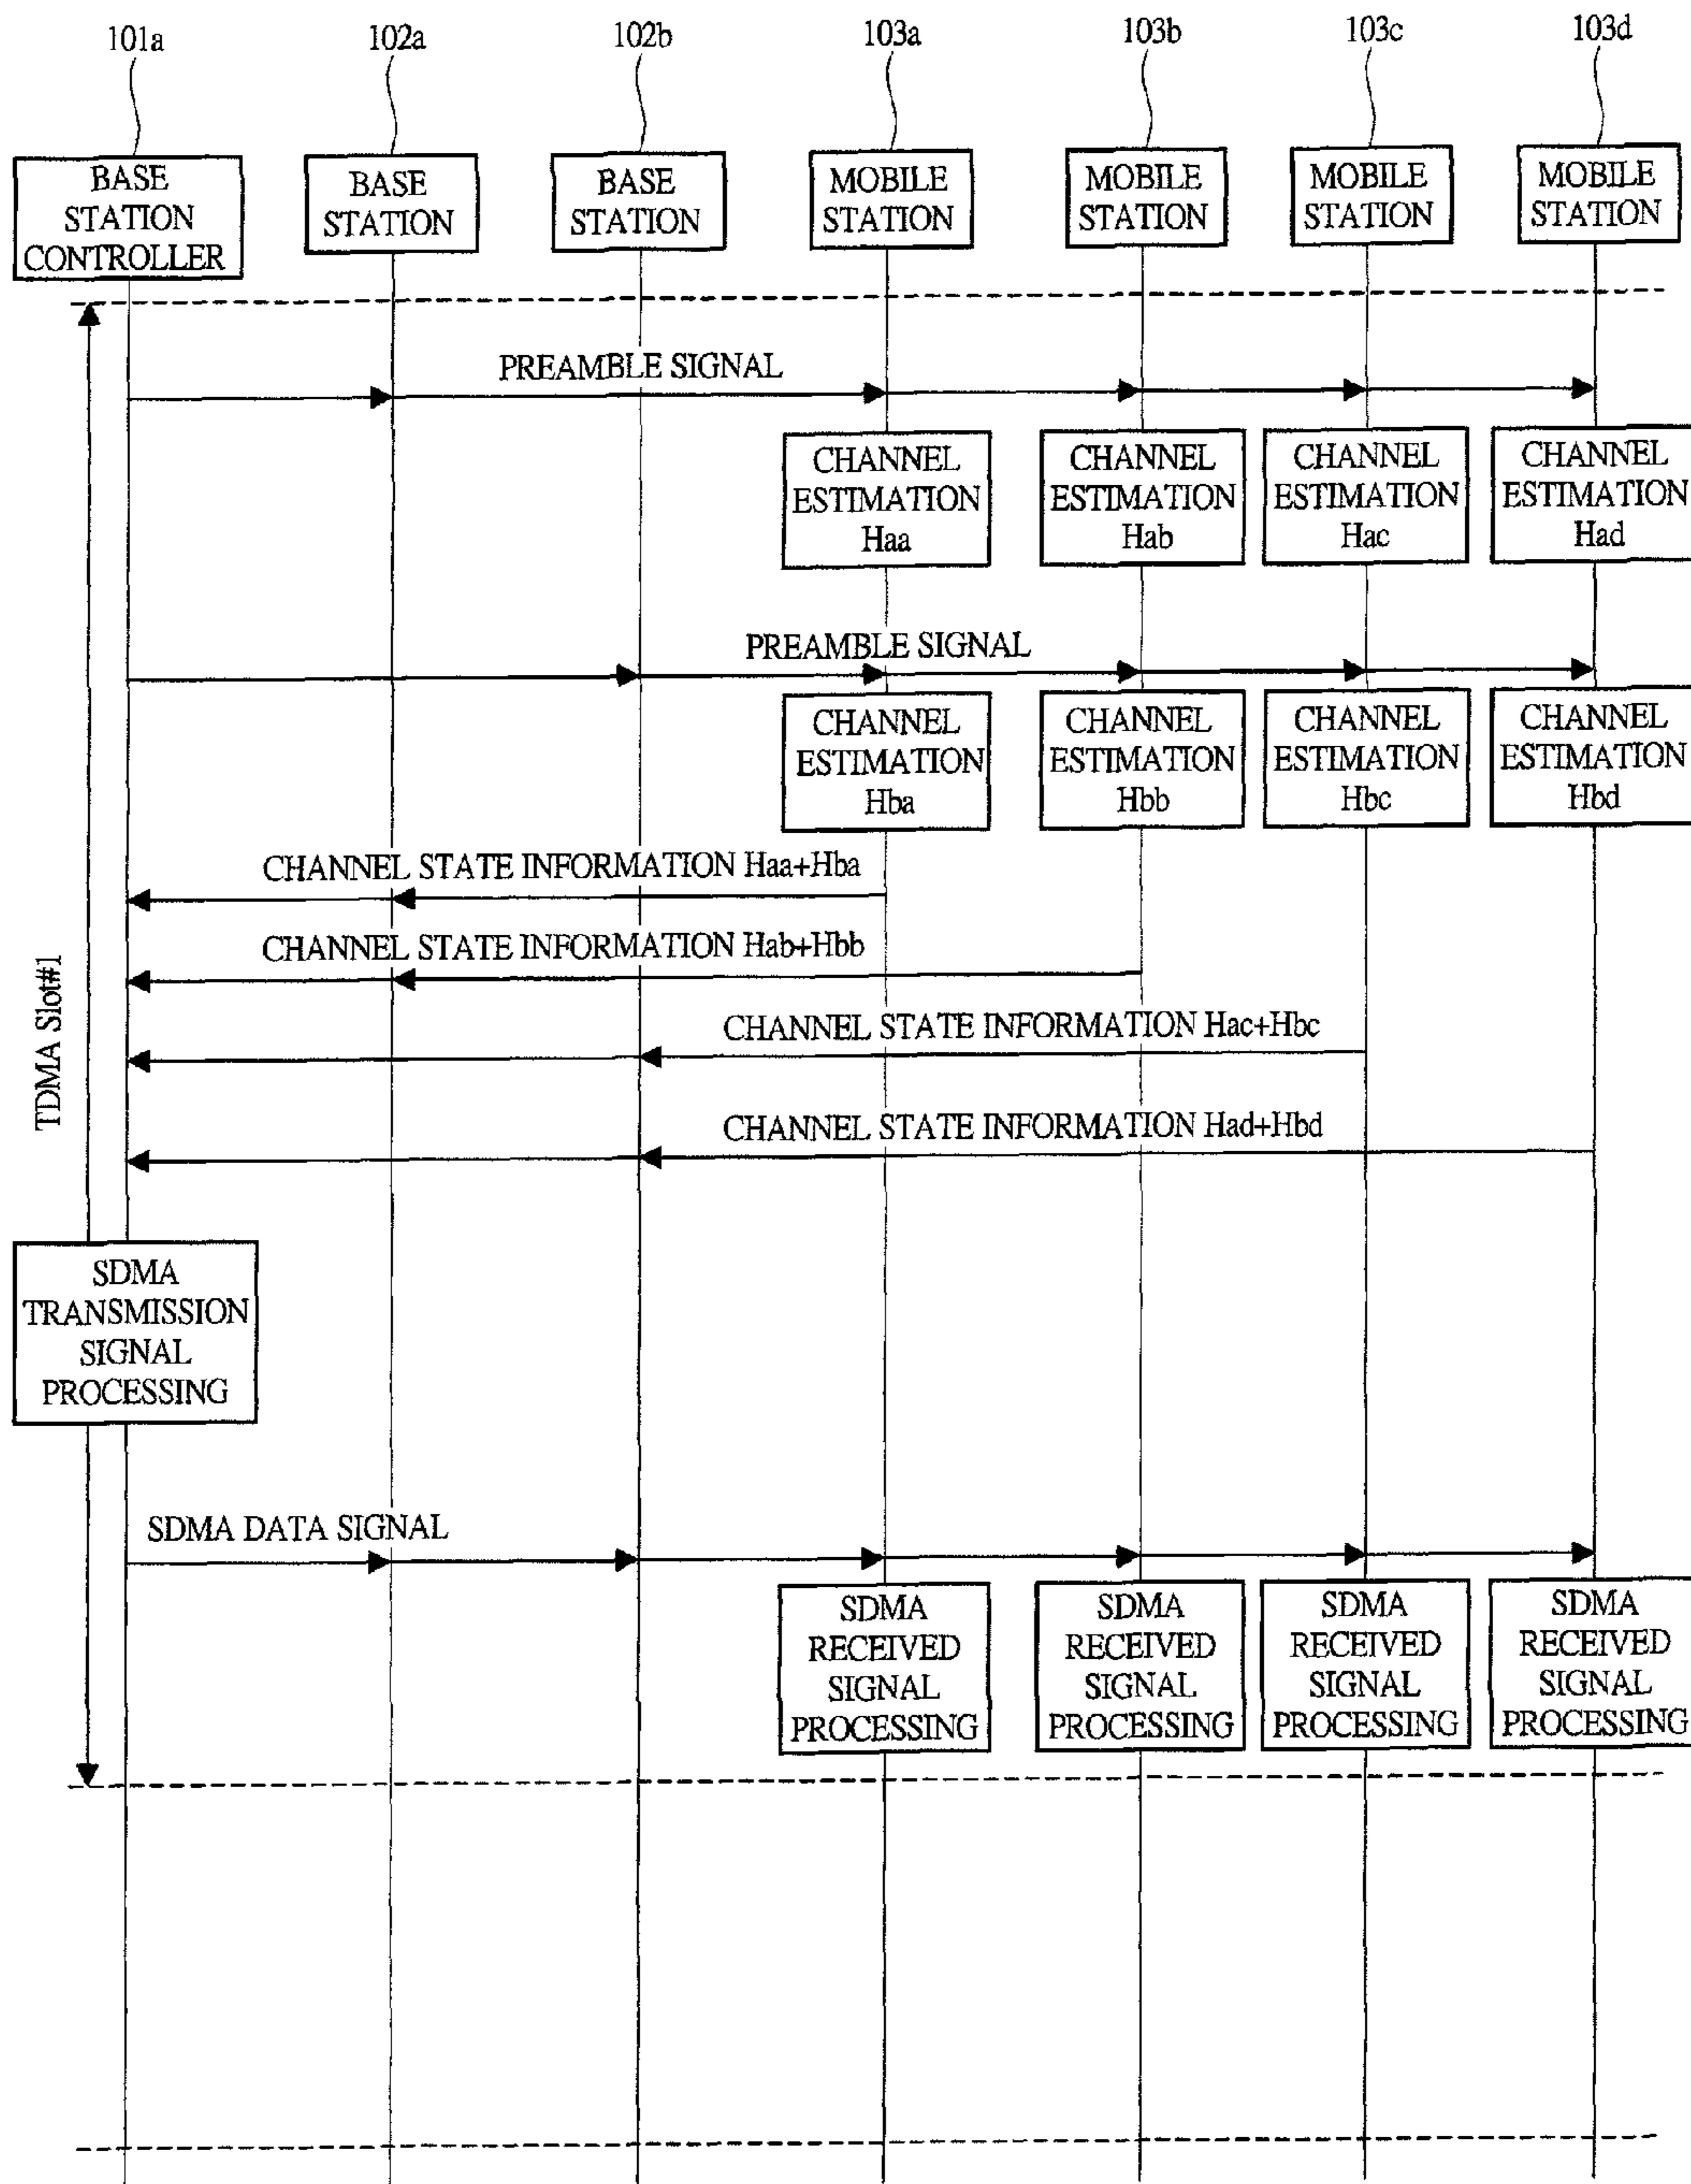 101a
102a
102b
103a
103b
103c
103d
BASE
STATION
CONTROLLER
BASE
STATION
BASE
STATION
MOBILE
STATION
MOBILE
STATION
MOBILE
STATION
MOBILE
STATION
PREAMBLE SIGNAL
CHANNEL
ESTIMATION
Haa
CHANNEL
ESTIMATION
Hab
CHANNEL
ESTIMATION
Hac
CHANNEL
ESTIMATION
Had
PREAMBLE SIGNAL
CHANNEL
ESTIMATION
Hba
CHANNEL
ESTIMATION
Hbb
CHANNEL
ESTIMATION
Hbc
CHANNEL
ESTIMATION
Hbd
CHANNEL STATE INFORMATION Haa+Hba
CHANNEL STATE INFORMATION Hab+Hbb
CHANNEL STATE INFORMATION Hac+Hbc
CHANNEL STATE INFORMATION Had+Hbd
TDMA Slot#1
SDMA
TRANSMISSION
SIGNAL
PROCESSING
SDMA DATA SIGNAL
SDMA
RECEIVED
SIGNAL
PROCESSING
SDMA
RECEIVED
SIGNAL
PROCESSING
SDMA
RECEIVED
SIGNAL
PROCESSING
SDMA
RECEIVED
SIGNAL
PROCESSING